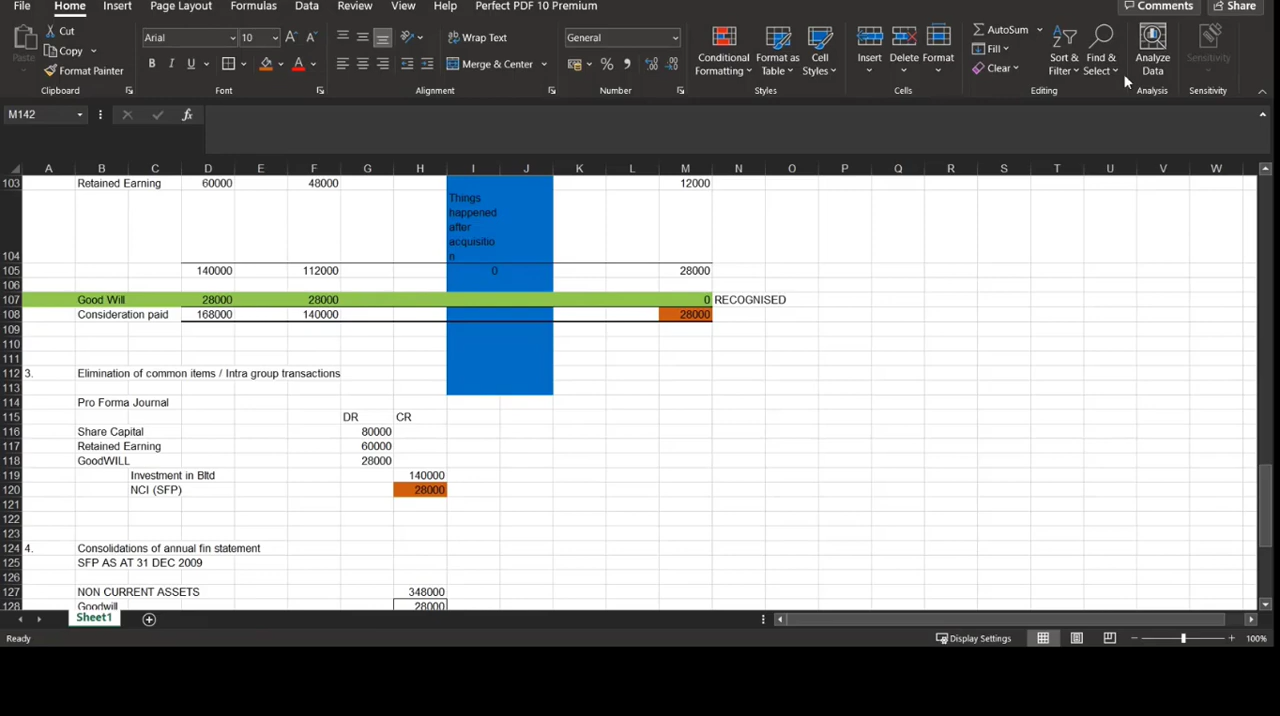 File Home Insert Page Layout Formulas Data Review View Help Perfect PDF 10 Premium Comments Share
Cut
Copy
Paste
Format Painter
Clipboard
Arial 10
B I U
Font
Wrap Text
Merge & Center
Alignment
General
Number
Conditional Formatting
Format as Table
Cell Styles
Styles
Insert Delete Format
Cells
AutoSum
Fill
Clear
Sort & Filter
Find & Select
Editing
Analyze Data
Analysis
Sensitivity
Sensitivity
M142 fx
A B C D E F G H I J K L M N O P Q R S T U V W
103 Retained Earning 60000 48000 12000
Things
happened
after
acquisitio
104 n
105 140000 112000 0 28000
106
107 Good Will 28000 28000 0 RECOGNISED
108 Consideration paid 168000 140000 28000
109
110
111
112 3. Elimination of common items / Intra group transactions
113
114 Pro Forma Journal
115 DR CR
116 Share Capital 80000
117 Retained Earning 60000
118 GoodWILL 28000
119 Investment in Bltd 140000
120 NCI (SFP) 28000
121
122
123
124 4. Consolidations of annual fin statement
125 SFP AS AT 31 DEC 2009
126
127 NON CURRENT ASSETS 348000
128 Goodwill 28000
Sheet1
Ready Display Settings 100%